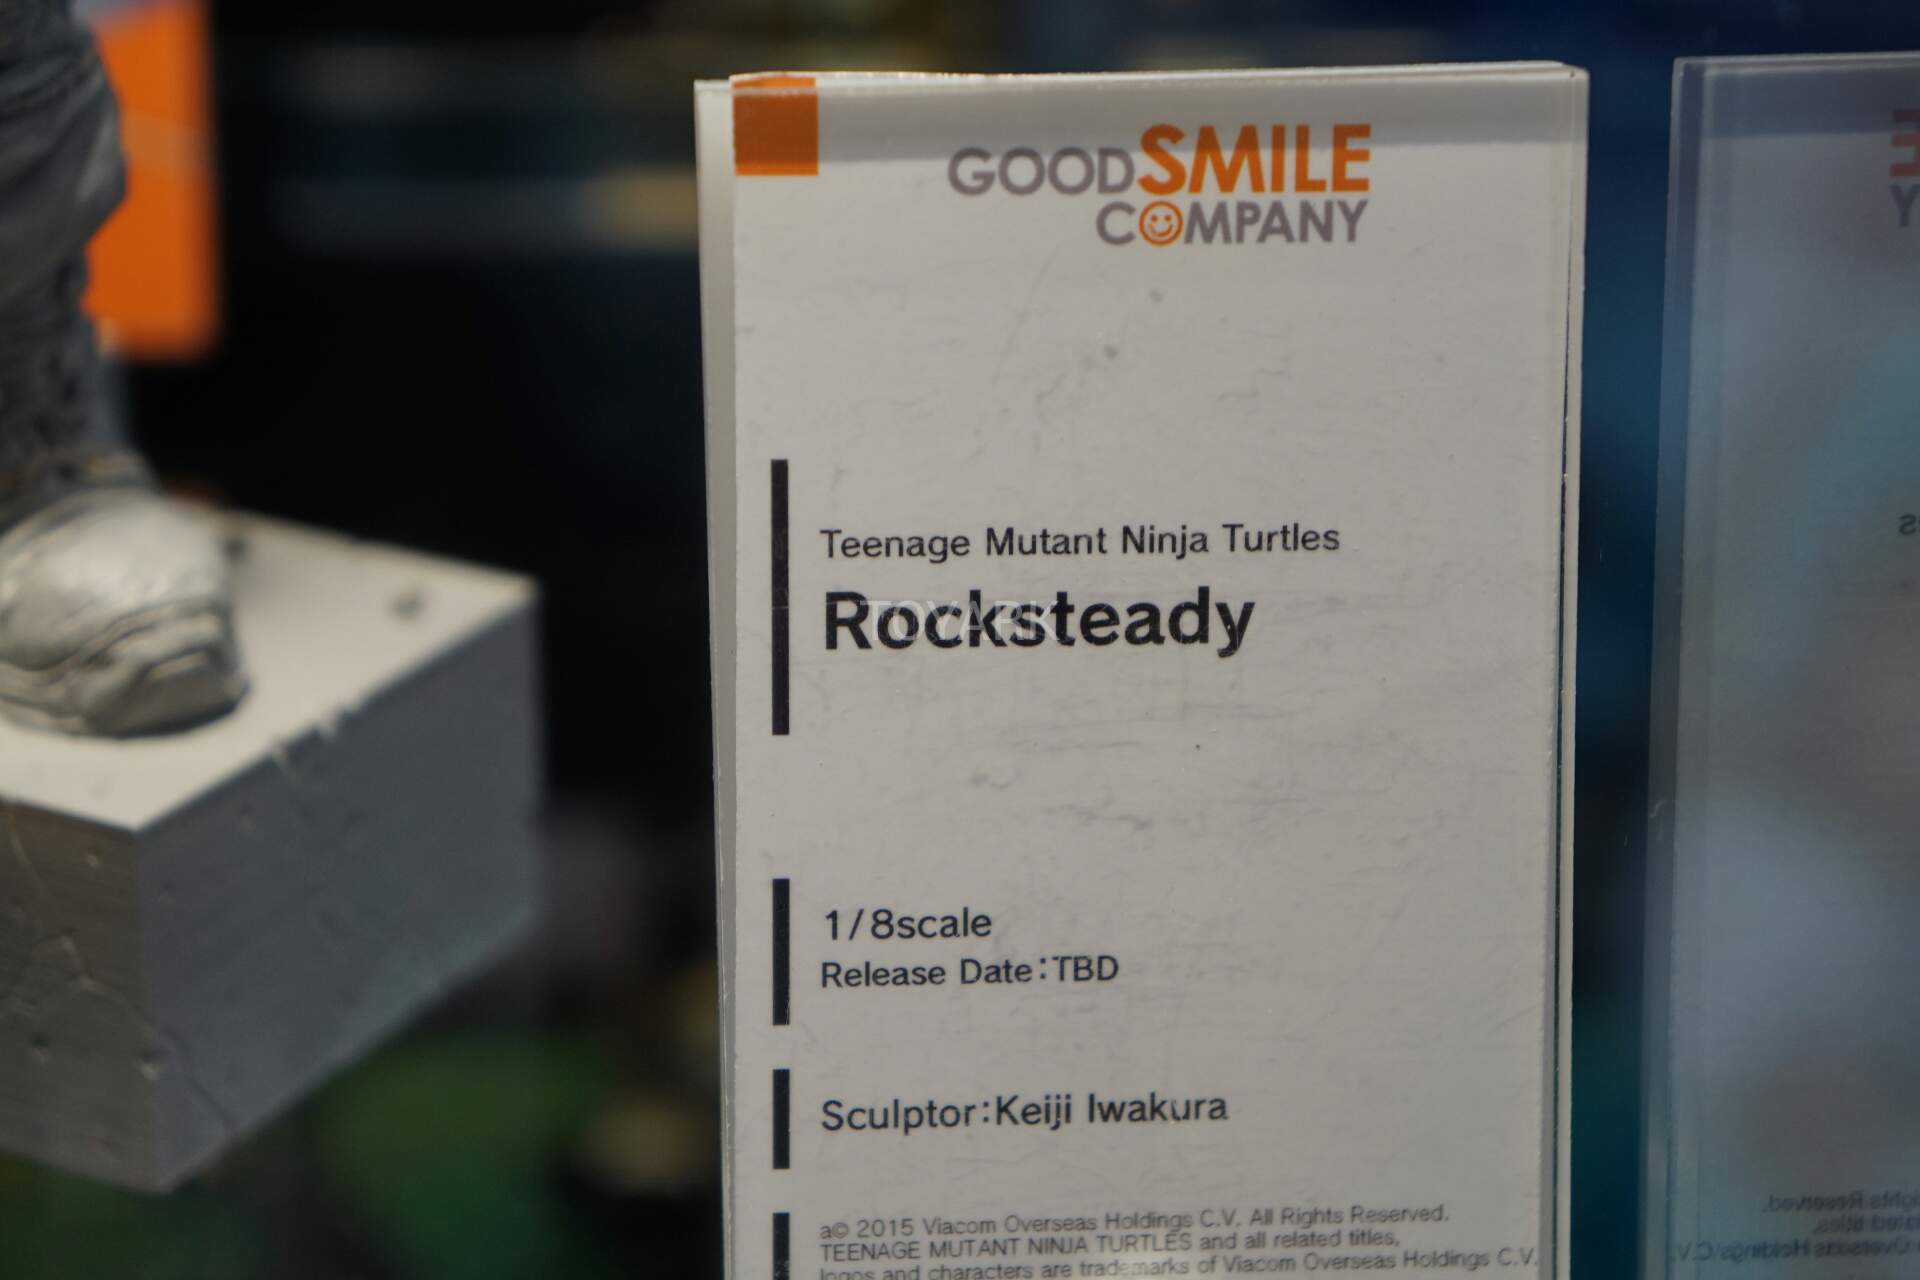 GOODSMILE
COMPANY
Teenage Mutant Ninja Turtles
Rocksteady
TOYARK
1/8scale
Release Date:TBD
Sculptor:Keiji Iwakura
a© 2015 Viacom Overseas Holdings C.V. All Rights Reserved.
TEENAGE MUTANT NINJA TURTLES and all related titles,
logos and characters are trademarks of Viacom Overseas Holdings C.V.